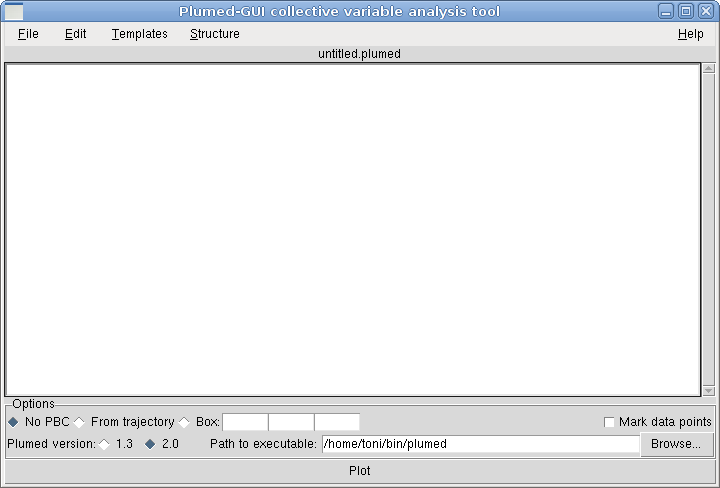 Plumed-GUI collective variable analysis tool
File Edit Templates Structure Help
untitled.plumed
Options
No PBC From trajectory Box: Mark data points
Plumed version: 1.3 2.0 Path to executable: /home/toni/bin/plumed Browse...
Plot